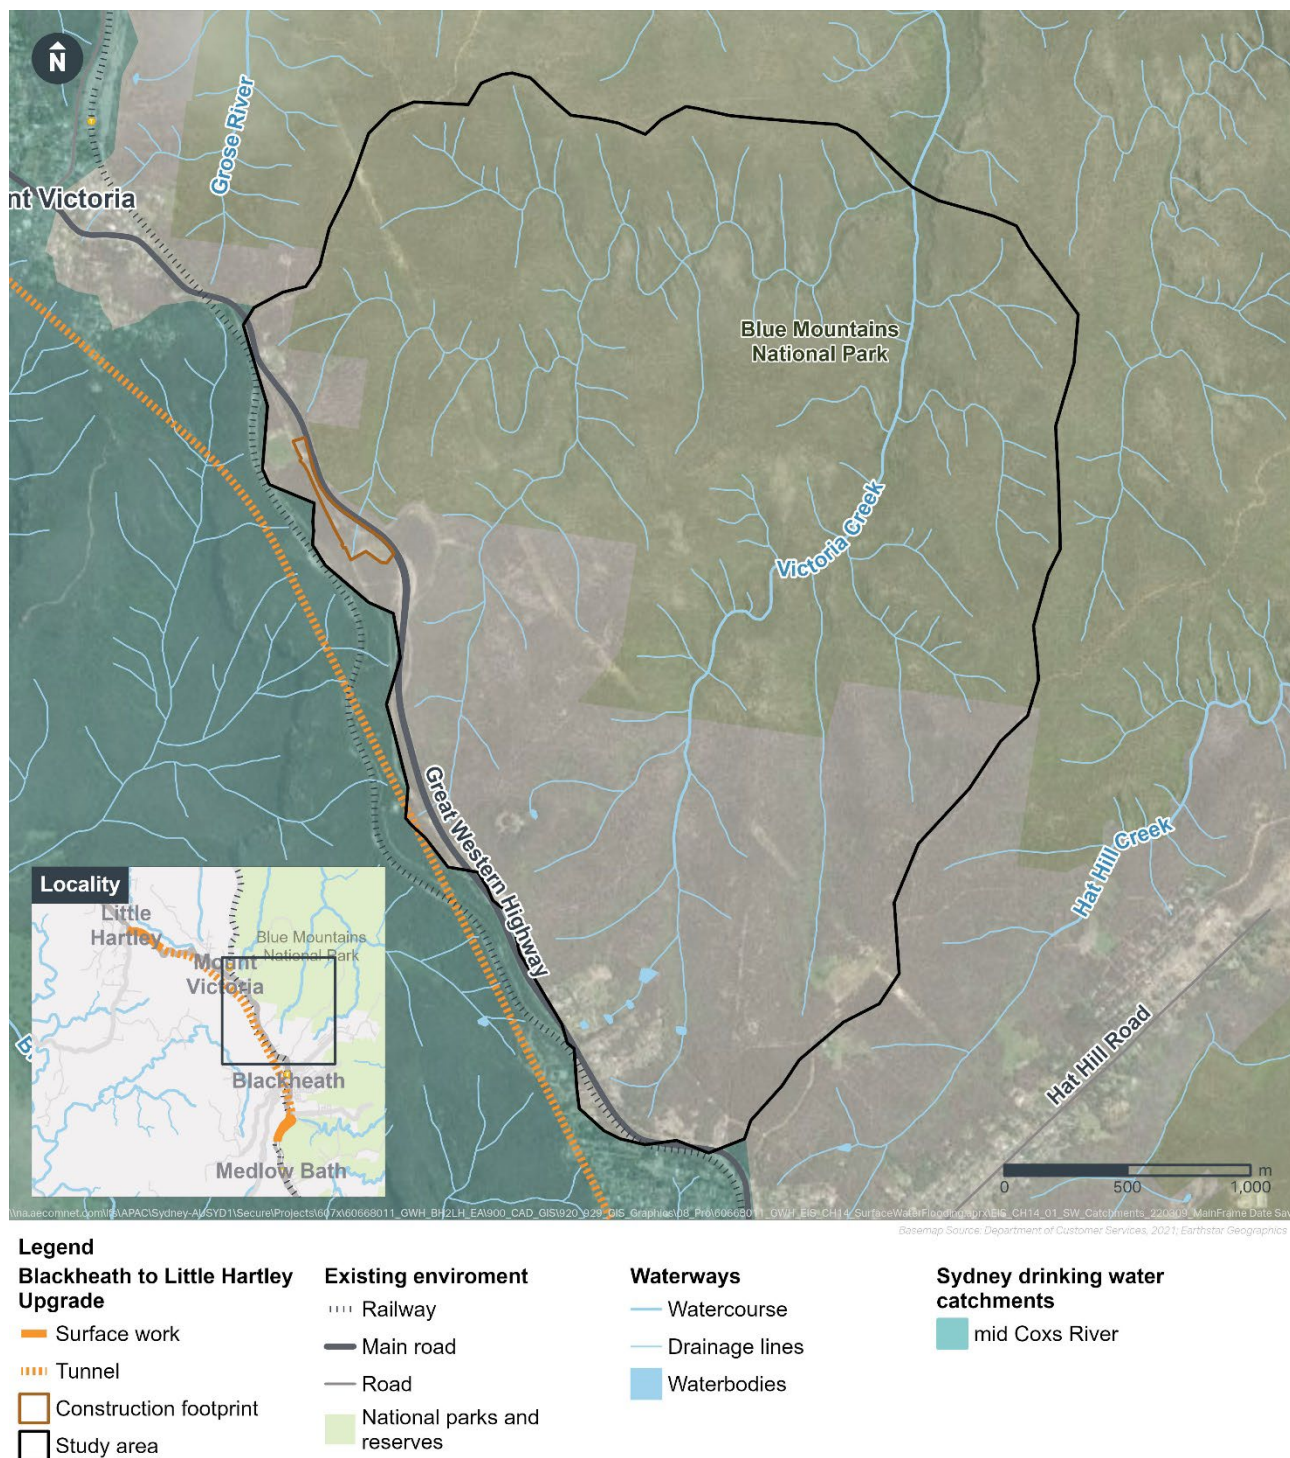 N
Grose River
nt Victoria
Blue Mountains
National Park
Victoria Creek
Great Western Highway
Hat Hill Creek
Hat Hill Road
Locality
Little
Hartley
Blue Mountains
National Park
Mount
Victoria
Blackheath
Medlow Bath
m
0 500 1,000
Basemap Source: Department of Customer Services, 2021; Earthstar Geographics
Legend
Blackheath to Little Hartley
Upgrade
Surface work
Tunnel
Construction footprint
Study area
Existing enviroment
Railway
Main road
Road
National parks and
reserves
Waterways
Watercourse
Drainage lines
Waterbodies
Sydney drinking water
catchments
mid Coxs River